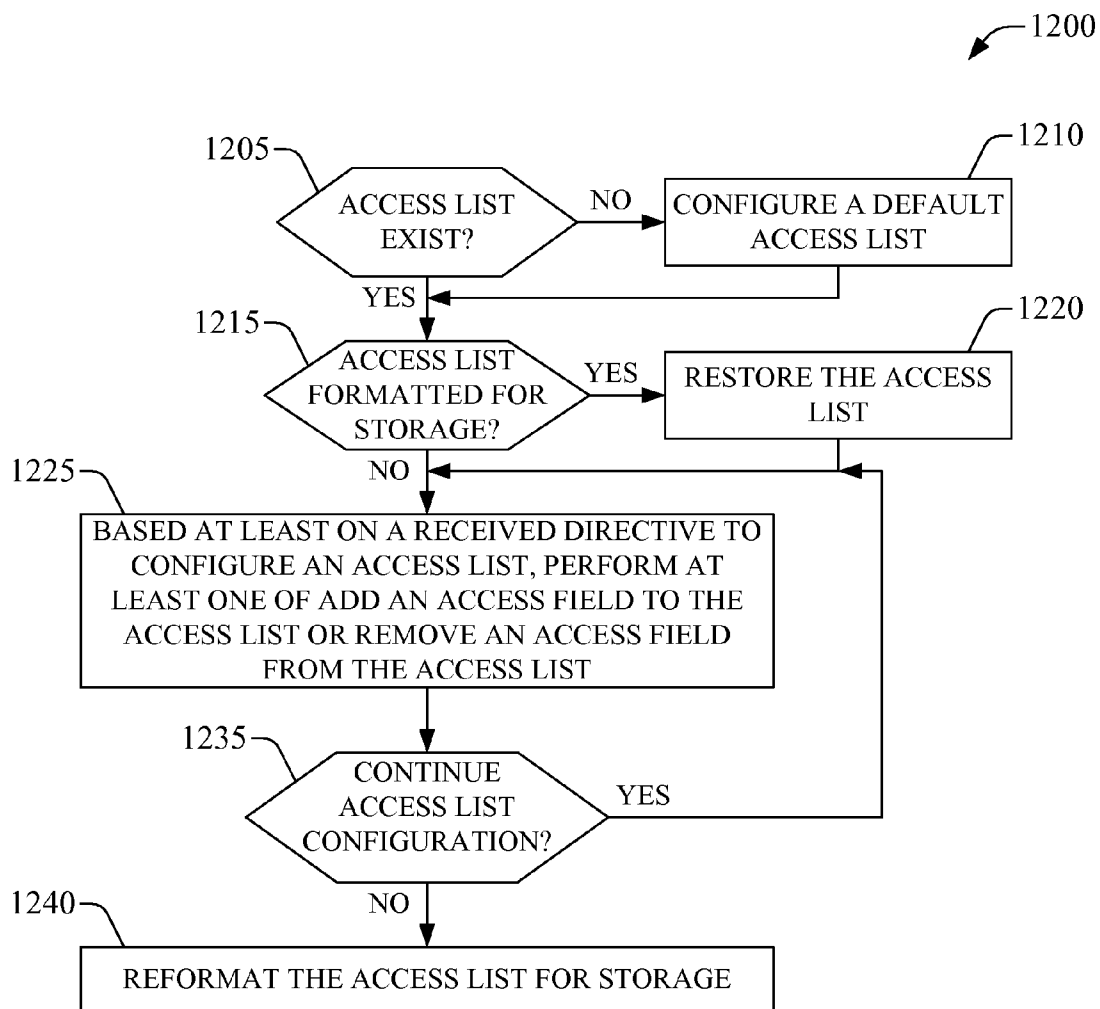 1200
1205
1210
ACCESS LIST
EXIST?
NO
CONFIGURE A DEFAULT
ACCESS LIST
YES
1215
1220
ACCESS LIST
FORMATTED FOR
STORAGE?
YES
RESTORE THE ACCESS
LIST
NO
1225
BASED AT LEAST ON A RECEIVED DIRECTIVE TO
CONFIGURE AN ACCESS LIST, PERFORM AT
LEAST ONE OF ADD AN ACCESS FIELD TO THE
ACCESS LIST OR REMOVE AN ACCESS FIELD
FROM THE ACCESS LIST
1235
CONTINUE
ACCESS LIST
CONFIGURATION?
YES
NO
1240
REFORMAT THE ACCESS LIST FOR STORAGE